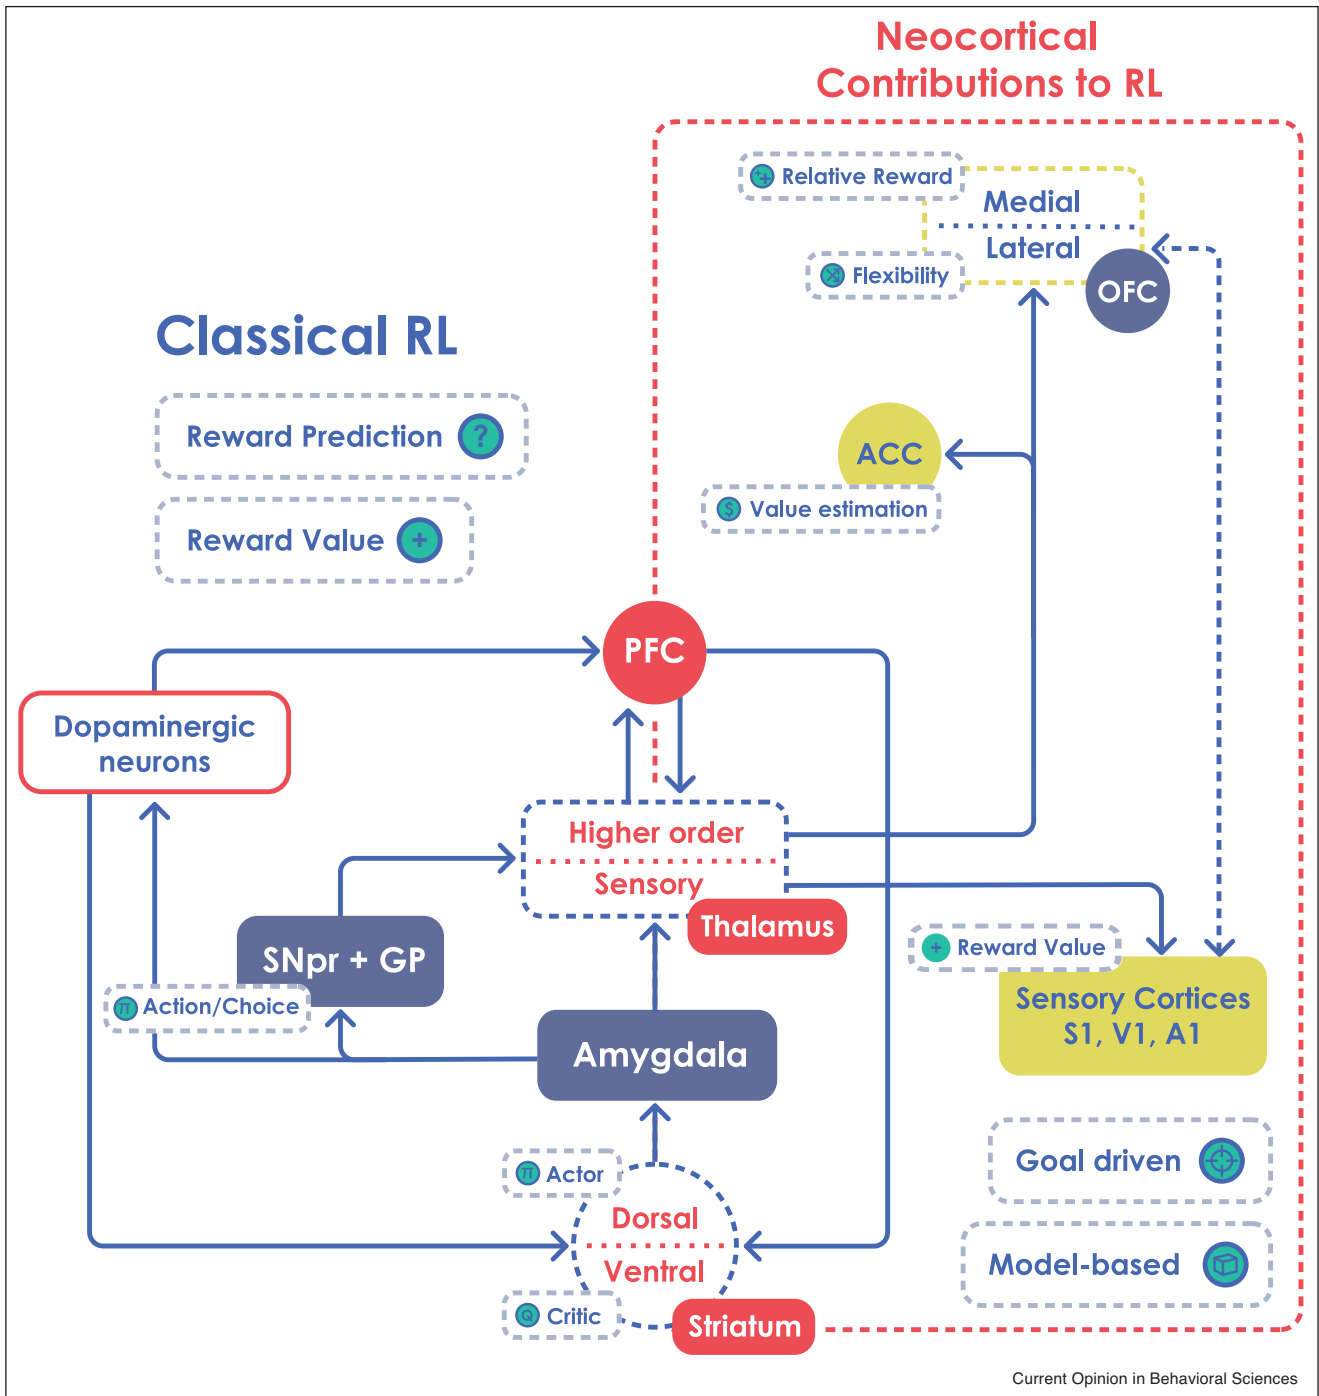 Neocortical
Contributions to RL
Relative Reward
Medial
Lateral
Flexibility
OFC
Classical RL
Reward Prediction ?
ACC
$ Value estimation
Reward Value +
PFC
Dopaminergic
neurons
Higher order
Sensory
Thalamus
SNpr + GP
π Action/Choice
+ Reward Value
Sensory Cortices
S1, V1, A1
Amygdala
Goal driven
π Actor
Dorsal
Ventral
Model-based
Q Critic
Striatum
Current Opinion in Behavioral Sciences